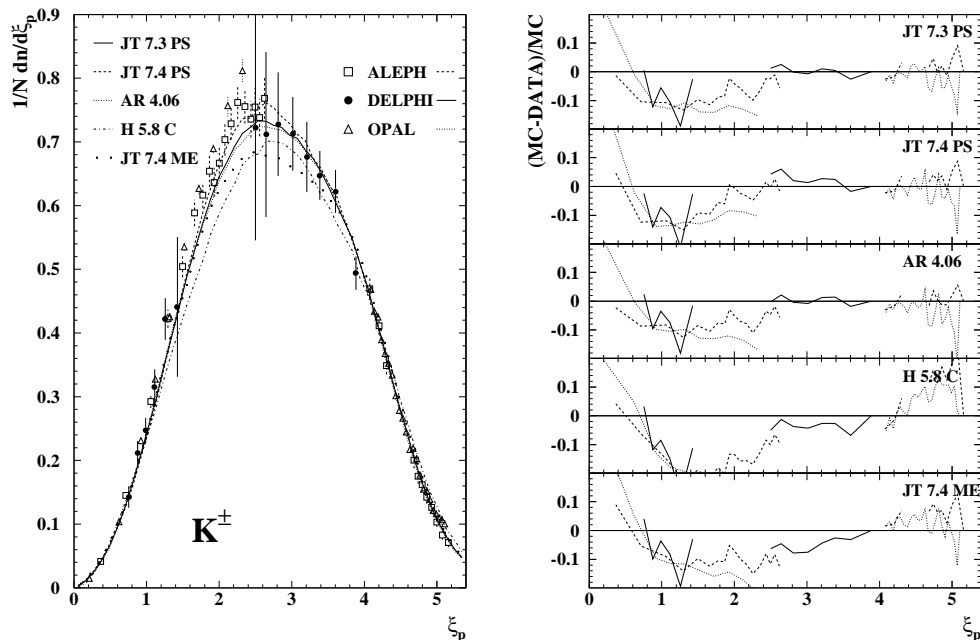 1/N dn/dξp
0.9
0.8
0.7
0.6
0.5
0.4
0.3
0.2
0.1
0
JT 7.3 PS
JT 7.4 PS
AR 4.06
H 5.8 C
JT 7.4 ME
ALEPH
DELPHI
OPAL
K±
0 1 2 3 4 5
ξp
(MC-DATA)/MC
0.1
0
-0.1
JT 7.3 PS
0.1
0
-0.1
JT 7.4 PS
0.1
0
-0.1
AR 4.06
0.1
0
-0.1
H 5.8 C
0.1
0
-0.1
-0.2
JT 7.4 ME
0 1 2 3 4 5
ξp